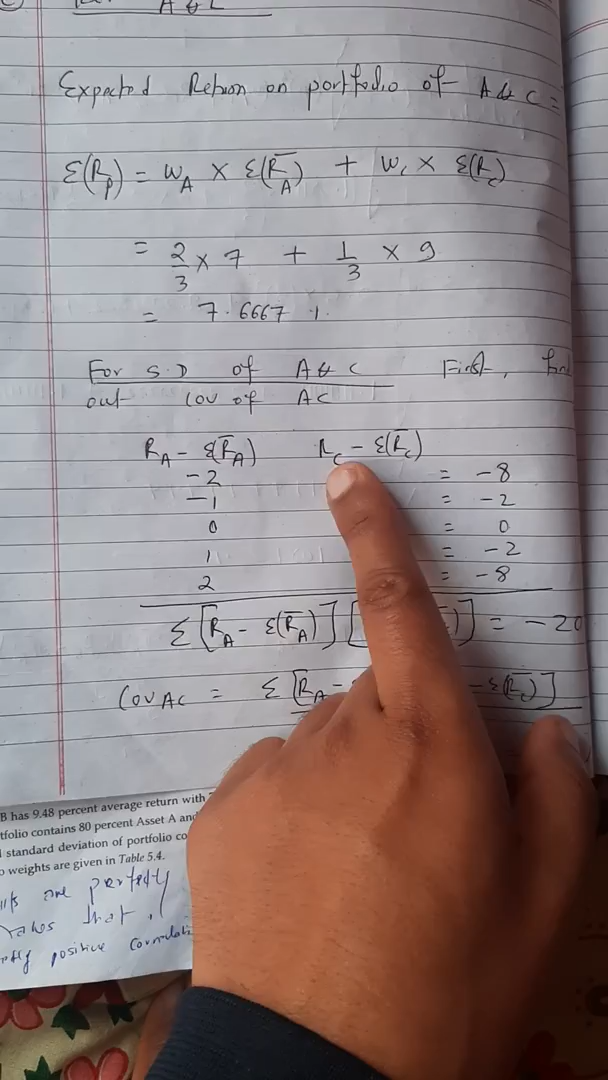 A & C
Expected Return on portfolio of A & C =
Σ(R̄p) = wA × Σ(R̄A) + wc × Σ(R̄c)
= 2/3 × 7 + 1/3 × 9
= 7.6667 %
For S.D of A & C First, find
out COV of AC
RA - Σ(R̄A) Rc - Σ(R̄c)
-2 = -8
-1 = -2
0 = 0
1 = -2
2 = -8
Σ[RA - Σ(R̄A)] [ )] = -20
COV AC = Σ[RA - - Σ(R̄c)]
B has 9.48 percent average return with
tfolio contains 80 percent Asset A and
standard deviation of portfolio co
weights are given in Table 5.4.
are perfectly
that
positive